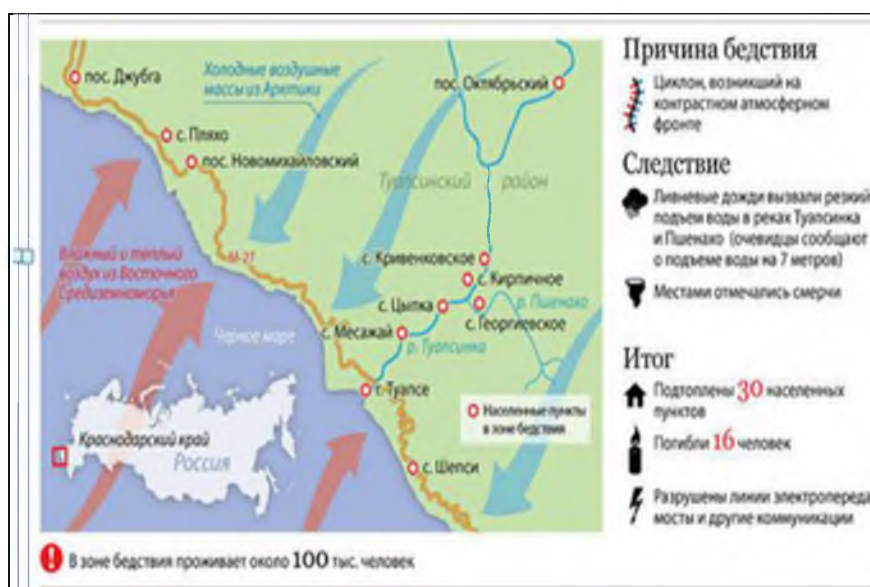 пос. Джубга
Холодные воздушные
массы из Арктики
пос. Октябрьский
с. Пляхо
пос. Новомихайловский
Туапсинский район
Влажный и теплый
воздух из Восточного
Средиземноморья
М-27
с. Кривенковское
с. Кирпичное
с. Цыпка
р. Пшенахо
с. Георгиевское
Черное море
с. Месажай
р. Туапсинка
г. Туапсе
Населенные пункты
в зоне бедствия
Краснодарский край
Россия
с. Шепси
В зоне бедствия проживает около 100 тыс. человек
Причина бедствия
Циклон, возникший на
контрастном атмосферном
фронте
Следствие
Ливневые дожди вызвали резкий
подъем воды в реках Туапсинка
и Пшенахо (очевидцы сообщают
о подъеме воды на 7 метров)
Местами отмечались смерчи
Итог
Подтоплены 30 населенных
пунктов
Погибли 16 человек
Разрушены линии электропереда
мосты и другие коммуникации